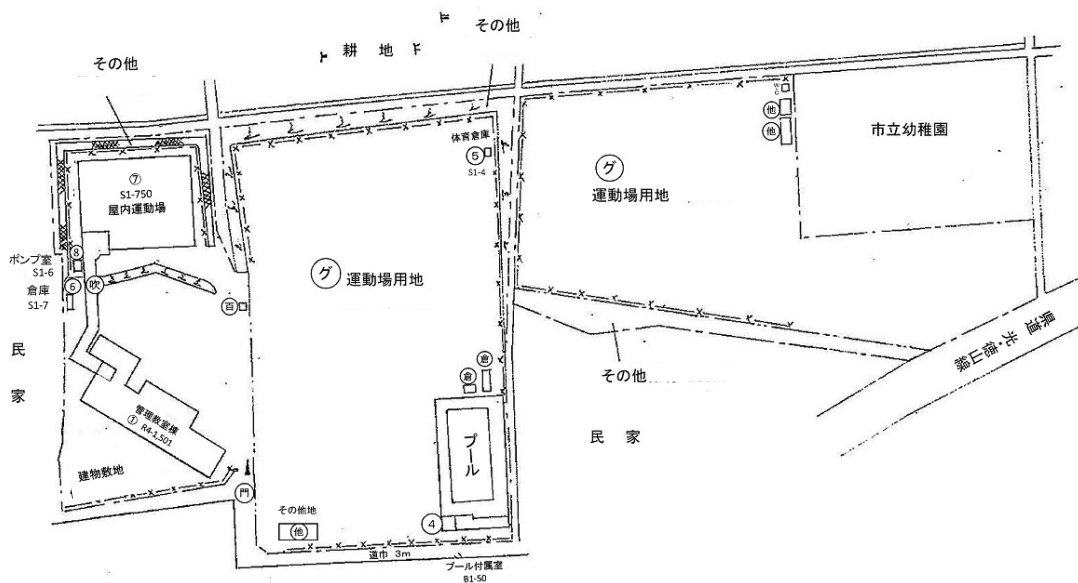 その他
耕地
その他
体育倉庫
⑤
S1-4
WC
他
他
市立幼稚園
グ
運動場用地
⑦
S1-750
屋内運動場
グ 運動場用地
ポンプ室
S1-6
⑧
倉庫
S1-7
⑥
吹
百
民家
管理教室棟
① R4-1,501
建物敷地
門
倉
倉
プール
④
その他地
他
道巾 3m
プール付属室
B1-50
その他
民家
県道 光・徳山線